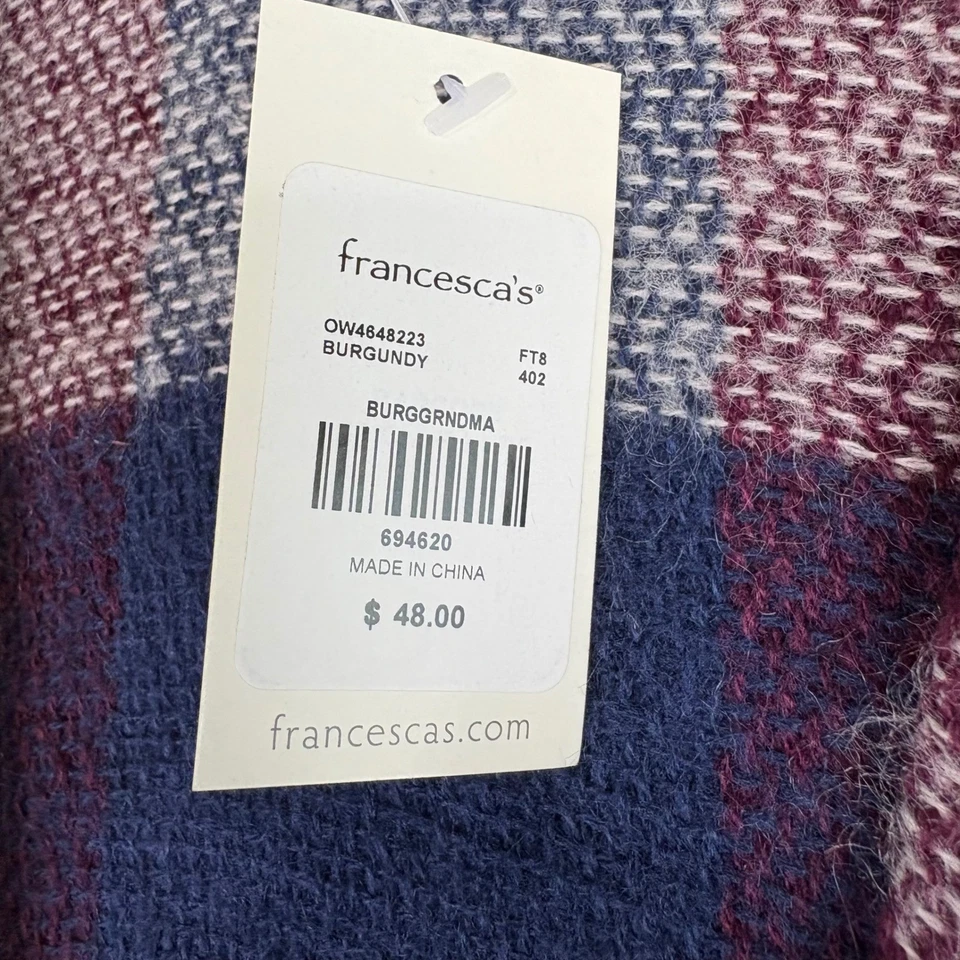 francesca's®
OW4648223
BURGUNDY
FT8
402
BURGGRNDMA
694620
MADE IN CHINA
$ 48.00
francescas.com